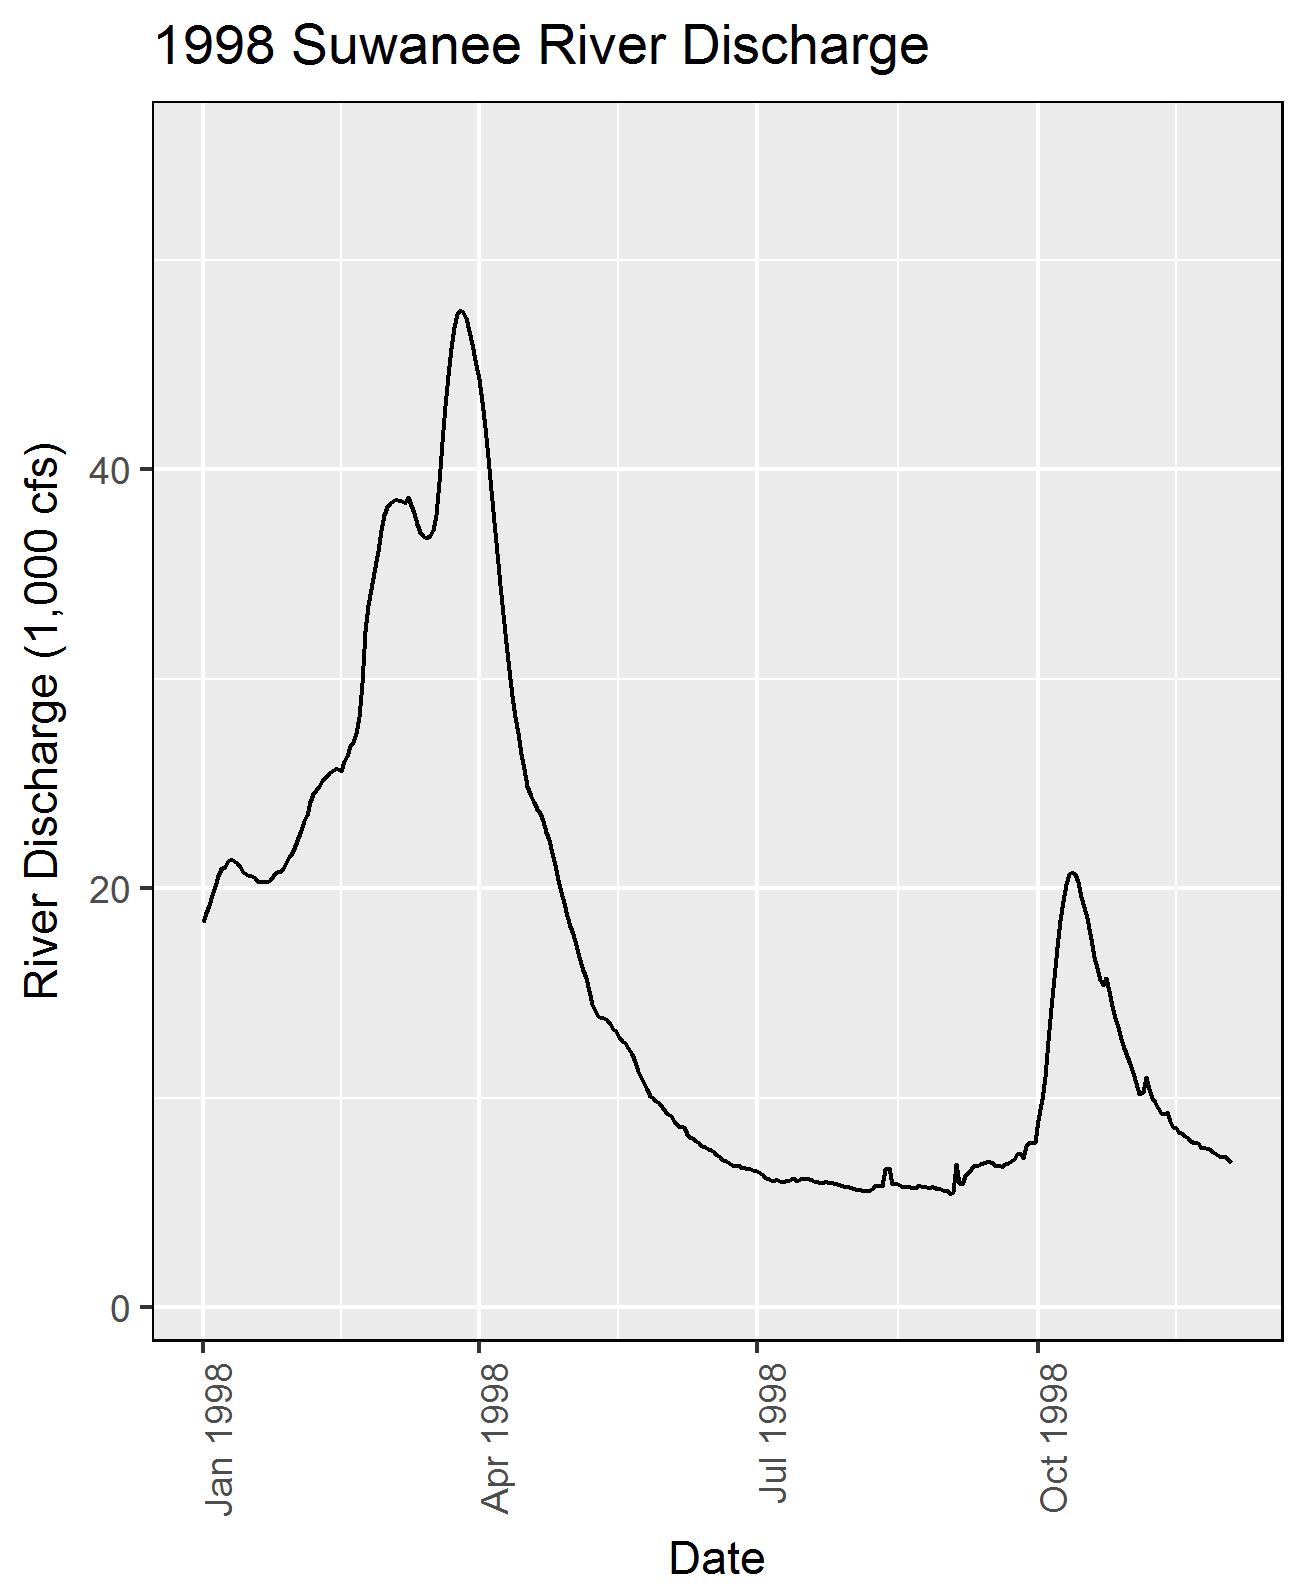 1998 Suwanee River Discharge
River Discharge (1,000 cfs)
40
20
0
Jan 1998
Apr 1998
Jul 1998
Oct 1998
Date